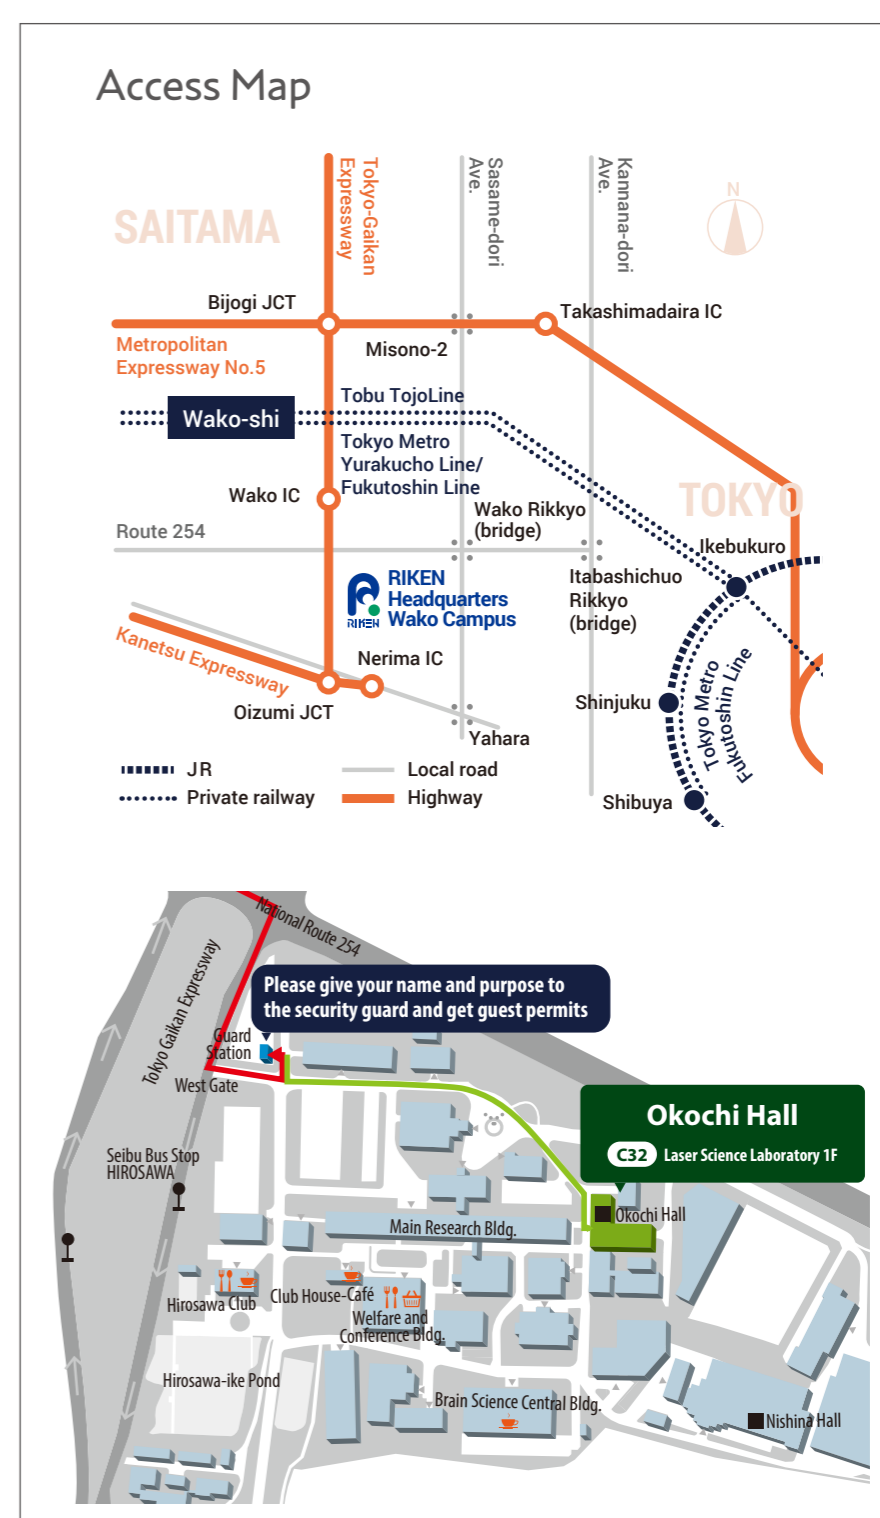 Access Map
Tokyo-Gaikan
Expressway
Sasame-dori
Ave.
Kannana-dori
Ave.
N
SAITAMA
Bijogi JCT
Takashimadaira IC
Metropolitan
Expressway No.5
Misono-2
Wako-shi
Tobu TojoLine
Tokyo Metro
Yurakucho Line/
Fukutoshin Line
Wako IC
TOKYO
Wako Rikkyo
(bridge)
Route 254
Ikebukuro
RIKEN
Headquarters
Wako Campus
RIKEN
Itabashichuo
Rikkyo
(bridge)
Kanetsu Expressway
Nerima IC
Oizumi JCT
Shinjuku
Tokyo Metro
Fukutoshin Line
Yahara
JR
Local road
Private railway
Highway
Shibuya
National Route 254
Tokyo Gaikan Expressway
Please give your name and purpose to
the security guard and get guest permits
Guard
Station
West Gate
Okochi Hall
C32 Laser Science Laboratory 1F
Seibu Bus Stop
HIROSAWA
Okochi Hall
Main Research Bldg.
Hirosawa Club
Club House-Café
Welfare and
Conference Bldg.
Hirosawa-ike Pond
Brain Science Central Bldg.
Nishina Hall